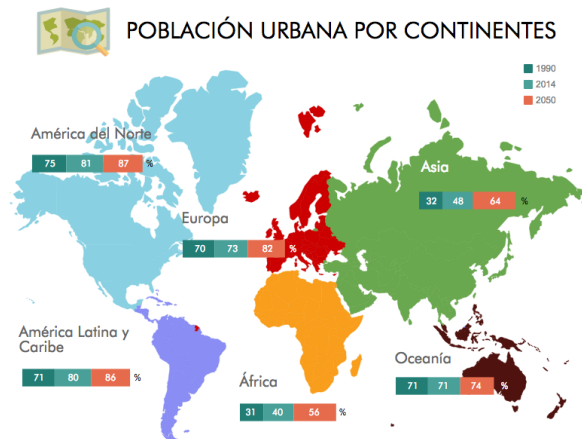 POBLACIÓN URBANA POR CONTINENTES
1990
2014
2050
América del Norte
75 81 87 %
Asia
32 48 64 %
Europa
70 73 82 %
América Latina y
Caribe
71 80 86 %
Oceanía
71 71 74 %
África
31 40 56 %